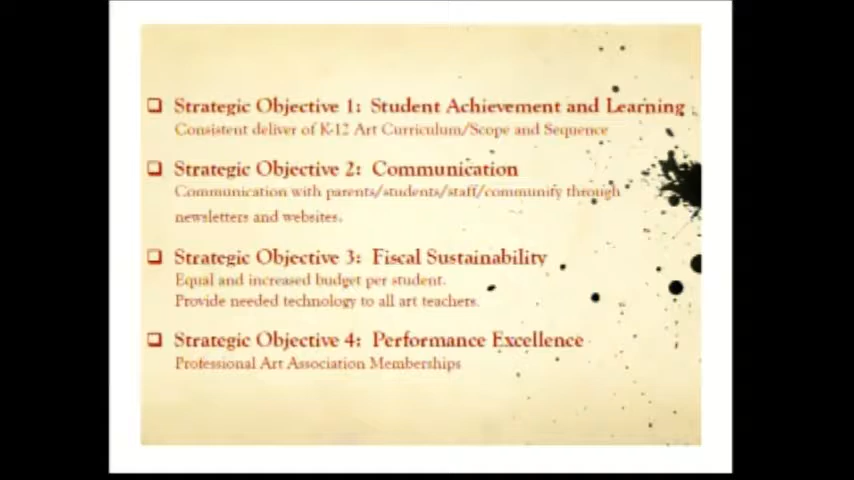 Strategic Objective 1: Student Achievement and Learning
Consistent deliver of K-12 Art Curriculum/Scope and Sequence
Strategic Objective 2: Communication
Communication with parents/students/staff/community through
newsletters and websites.
Strategic Objective 3: Fiscal Sustainability
Equal and increased budget per student.
Provide needed technology to all art teachers.
Strategic Objective 4: Performance Excellence
Professional Art Association Memberships